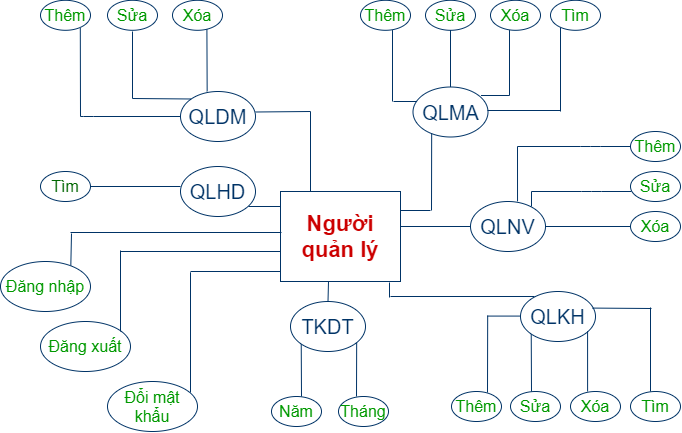 Thêm
Sửa
Xóa
Thêm
Sửa
Xóa
Tìm
QLDM
QLMA
Thêm
Tìm
QLHD
Sửa
Người
quản lý
QLNV
Xóa
Đăng nhập
TKDT
QLKH
Đăng xuất
Đổi mật
khẩu
Năm
Tháng
Thêm
Sửa
Xóa
Tìm